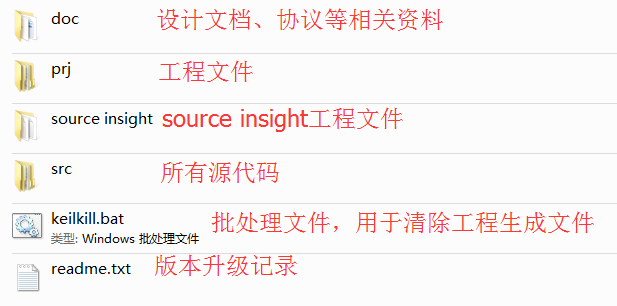 doc 设计文档、协议等相关资料
prj 工程文件
source insight source insight工程文件
src 所有源代码
keilkill.bat 批处理文件，用于清除工程生成文件
类型: Windows 批处理文件
readme.txt 版本升级记录